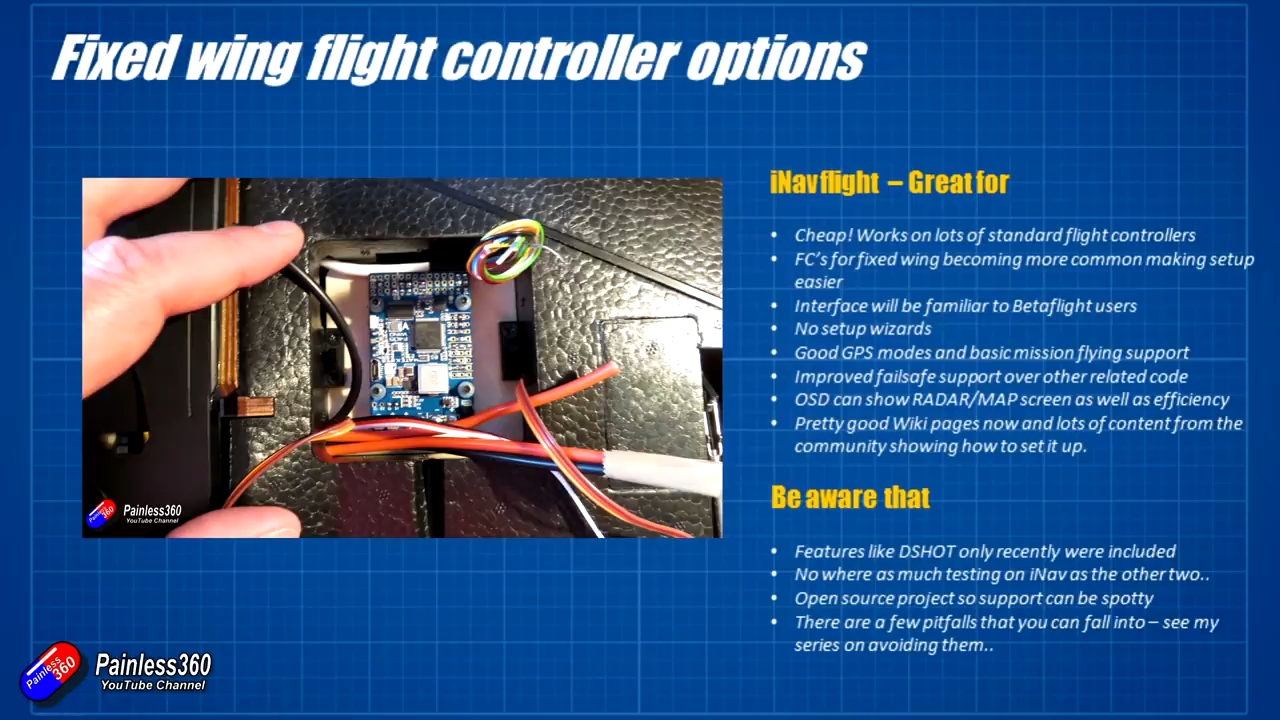 Fixed wing flight controller options
iNavflight – Great for
• Cheap! Works on lots of standard flight controllers
• FC's for fixed wing becoming more common making setup
easier
• Interface will be familiar to Betaflight users
• No setup wizards
• Good GPS modes and basic mission flying support
• Improved failsafe support over other related code
• OSD can show RADAR/MAP screen as well as efficiency
• Pretty good Wiki pages now and lots of content from the
community showing how to set it up.
Be aware that
• Features like DSHOT only recently were included
• No where as much testing on iNav as the other two..
• Open source project so support can be spotty
• There are a few pitfalls that you can fall into – see my
series on avoiding them..
Painless360
YouTube Channel
Painless
360
Painless360
YouTube Channel